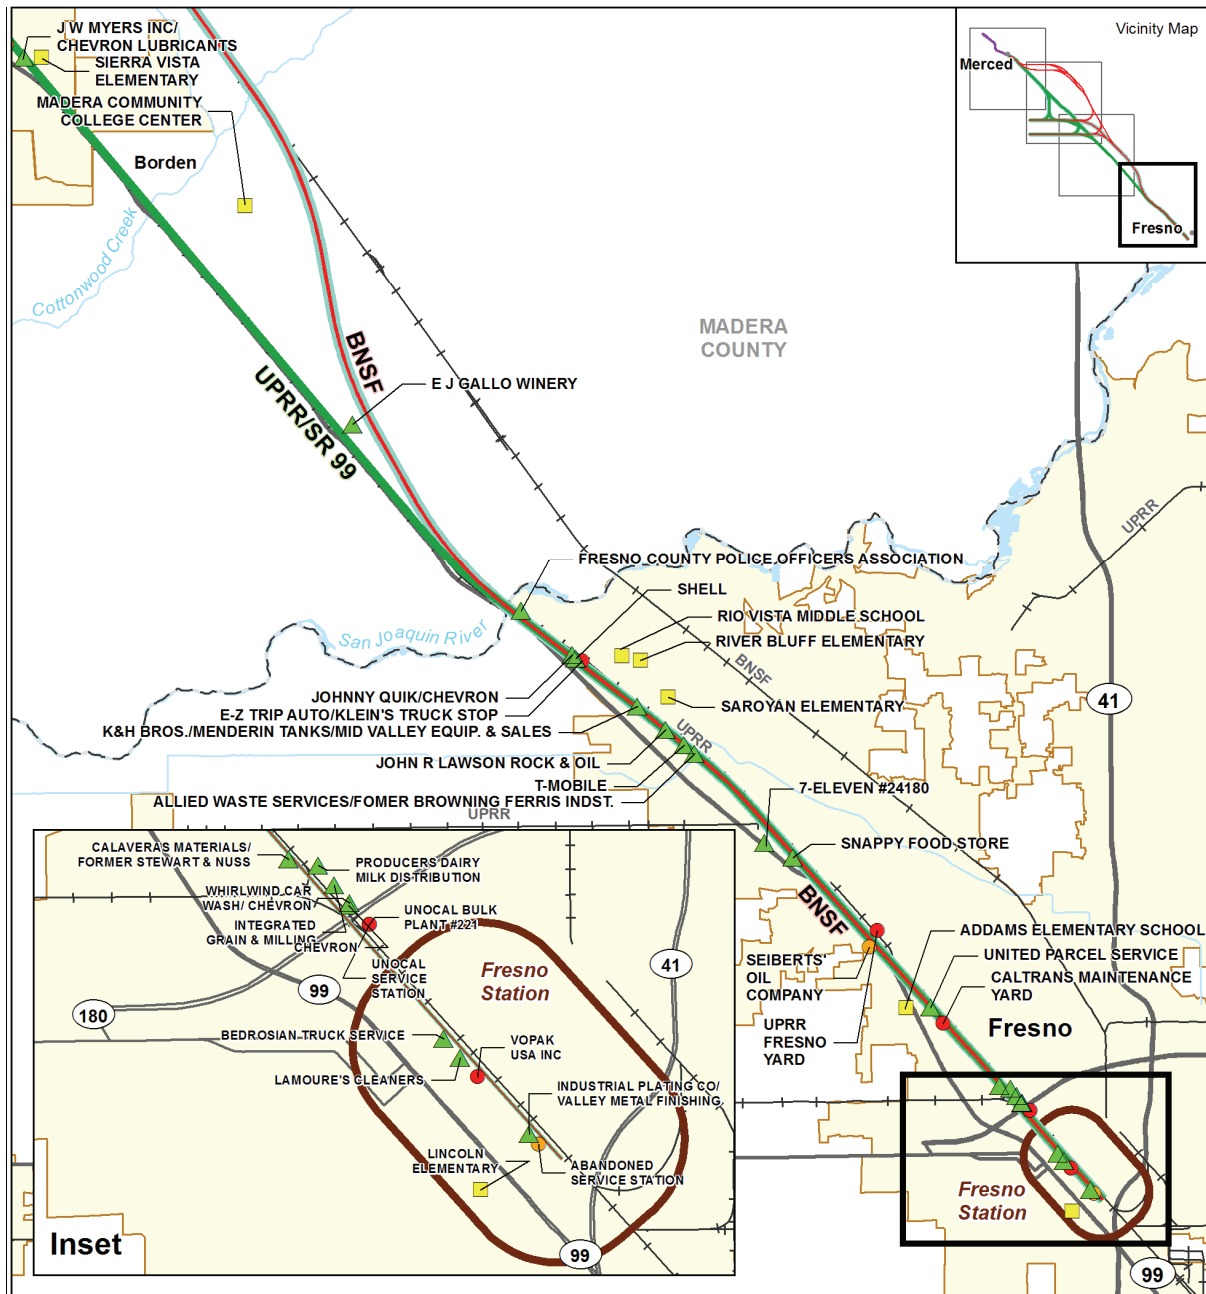 J W MYERS INC/
CHEVRON LUBRICANTS
SIERRA VISTA
ELEMENTARY
MADERA COMMUNITY
COLLEGE CENTER
Borden
Cottonwood Creek
Vicinity Map
Merced
Fresno
MADERA
COUNTY
BNSF
UPRR/SR 99
E J GALLO WINERY
UPRR
FRESNO COUNTY POLICE OFFICERS ASSOCIATION
SHELL
RIO VISTA MIDDLE SCHOOL
RIVER BLUFF ELEMENTARY
BNSF
San Joaquin River
JOHNNY QUIK/CHEVRON
E-Z TRIP AUTO/KLEIN'S TRUCK STOP
K&H BROS./MENDERIN TANKS/MID VALLEY EQUIP. & SALES
SAROYAN ELEMENTARY
41
UPRR
JOHN R LAWSON ROCK & OIL
T-MOBILE
ALLIED WASTE SERVICES/FOMER BROWNING FERRIS INDST.
7-ELEVEN #24180
UPRR
SNAPPY FOOD STORE
BNSF
ADDAMS ELEMENTARY SCHOOL
UNITED PARCEL SERVICE
CALTRANS MAINTENANCE
YARD
SEIBERTS'
OIL
COMPANY
UPRR
FRESNO
YARD
Fresno
Fresno
Station
99
CALAVERAS MATERIALS/
FORMER STEWART & NUSS
PRODUCERS DAIRY
MILK DISTRIBUTION
WHIRLWIND CAR
WASH/ CHEVRON
INTEGRATED
GRAIN & MILLING
CHEVRON
UNOCAL BULK
PLANT #221
UNOCAL
SERVICE
STATION
Fresno
Station
41
99
180
BEDROSIAN TRUCK SERVICE
VOPAK
USA INC
LAMOURE'S CLEANERS
INDUSTRIAL PLATING CO/
VALLEY METAL FINISHING
LINCOLN
ELEMENTARY
ABANDONED
SERVICE STATION
Inset
99